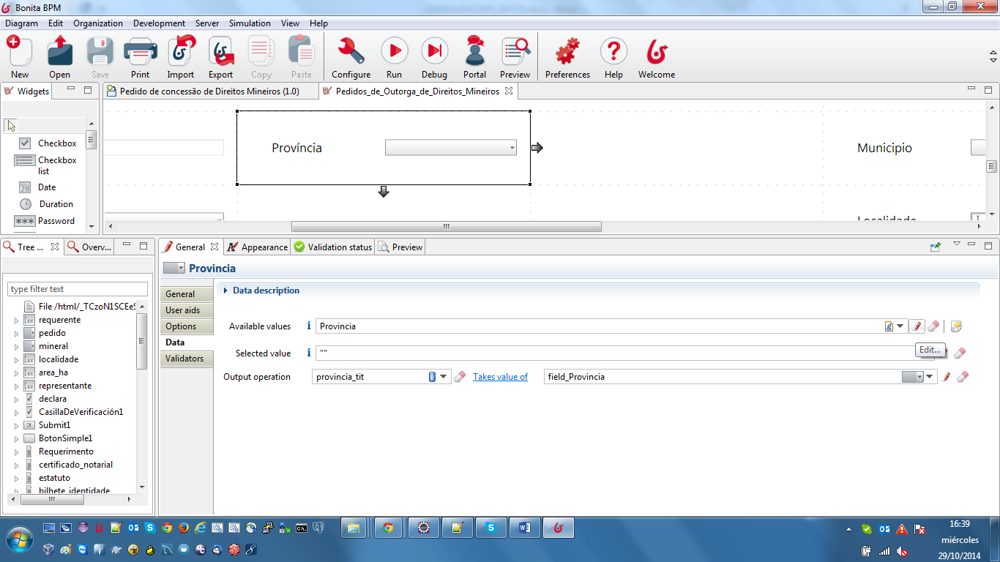 Bonita BPM
Diagram Edit Organization Development Server Simulation View Help
New Open Save Print Import Export Copy Paste Configure Run Debug Portal Preview Preferences Help Welcome
Widgets
Pedido de concessão de Direitos Mineiros (1.0)
Pedidos_de_Outorga_de_Direitos_Mineiros
Checkbox
Checkbox
list
Date
Duration
Password
Província
Municipio
Localidade
Tree ...
Overv...
General
Appearance
Validation status
Preview
type filter text
File /html/_TCzoN1SCEeS
requerente
pedido
mineral
localidade
area_ha
representante
declara
CasillaDeVerificación1
Submit1
BotonSimple1
Requerimento
certificado_notarial
estatuto
bilhete_identidade
Provincia
General
User aids
Options
Data
Validators
Data description
Available values Provincia
Edit...
Selected value ""
Output operation provincia_tit Takes value of field_Provincia
16:39
miércoles
29/10/2014